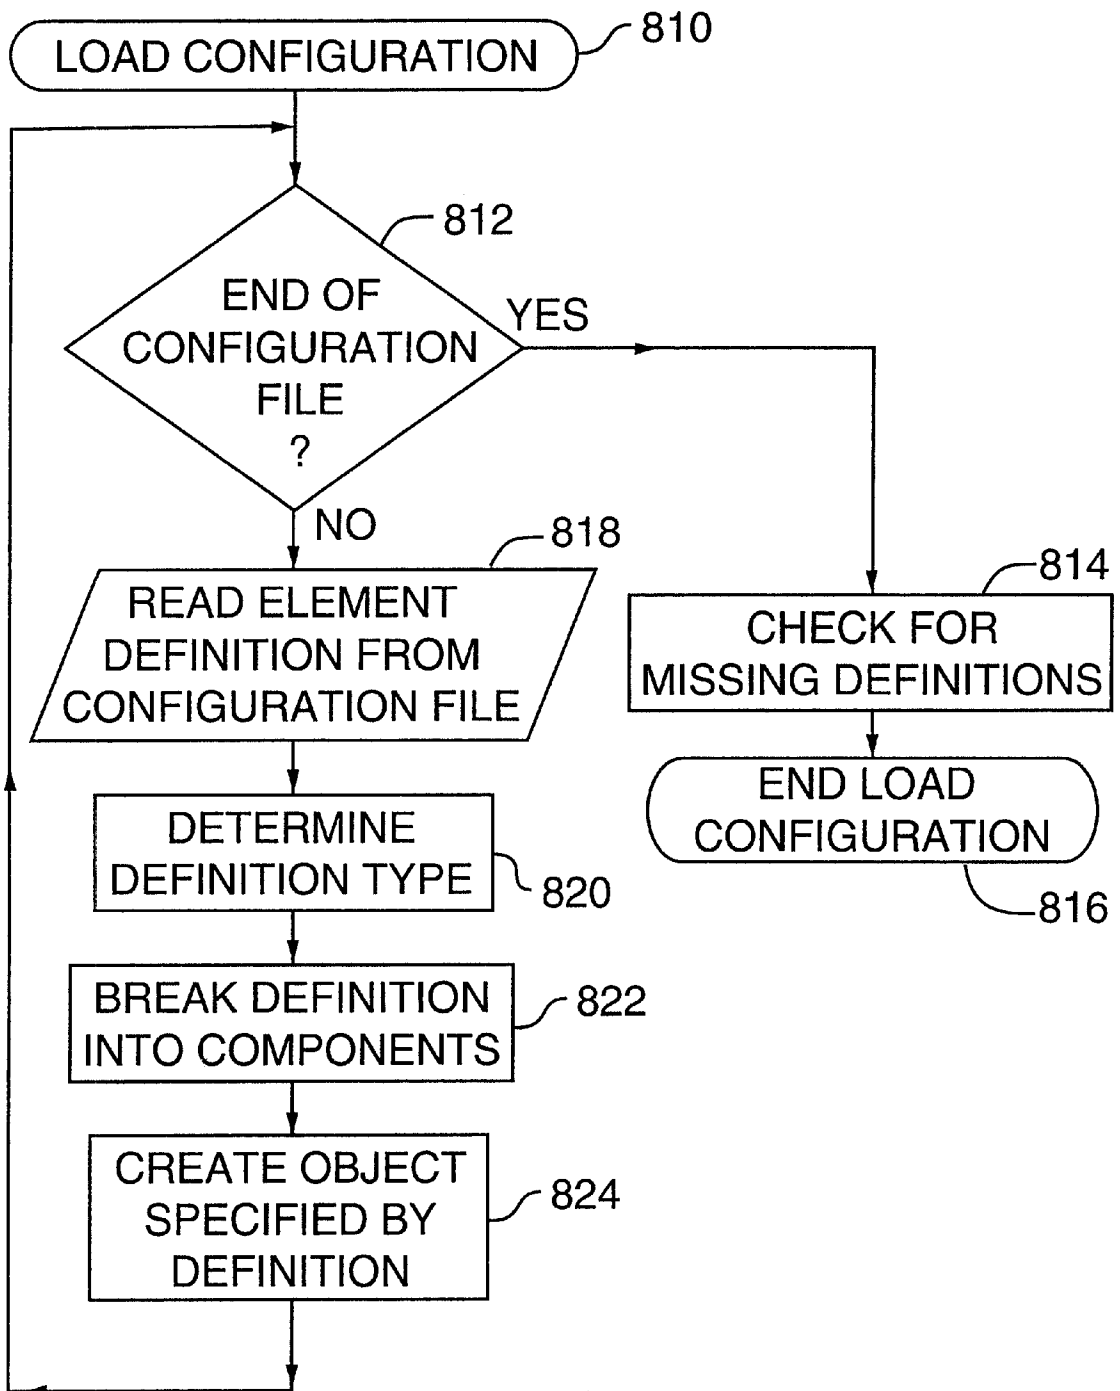 LOAD CONFIGURATION
810
812
END OF
CONFIGURATION
FILE
?
YES
NO
818
READ ELEMENT
DEFINITION FROM
CONFIGURATION FILE
814
CHECK FOR
MISSING DEFINITIONS
END LOAD
CONFIGURATION
816
DETERMINE
DEFINITION TYPE
820
BREAK DEFINITION
INTO COMPONENTS
822
CREATE OBJECT
SPECIFIED BY
DEFINITION
824